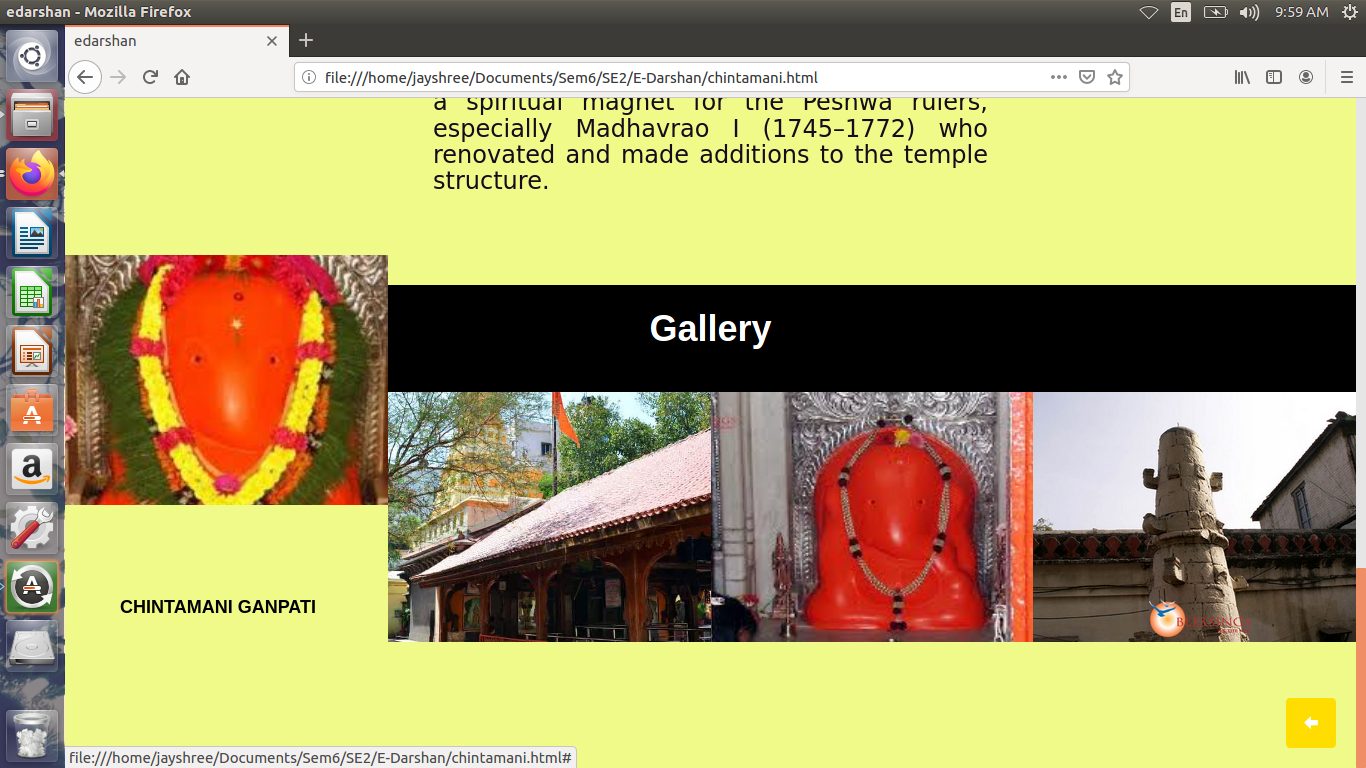 edarshan - Mozilla Firefox
En
9:59 AM
edarshan
file:///home/jayshree/Documents/Sem6/SE2/E-Darshan/chintamani.html
a spiritual magnet for the Peshwa rulers,
especially Madhavrao I (1745–1772) who
renovated and made additions to the temple
structure.
Gallery
CHINTAMANI GANPATI
file:///home/jayshree/Documents/Sem6/SE2/E-Darshan/chintamani.html#